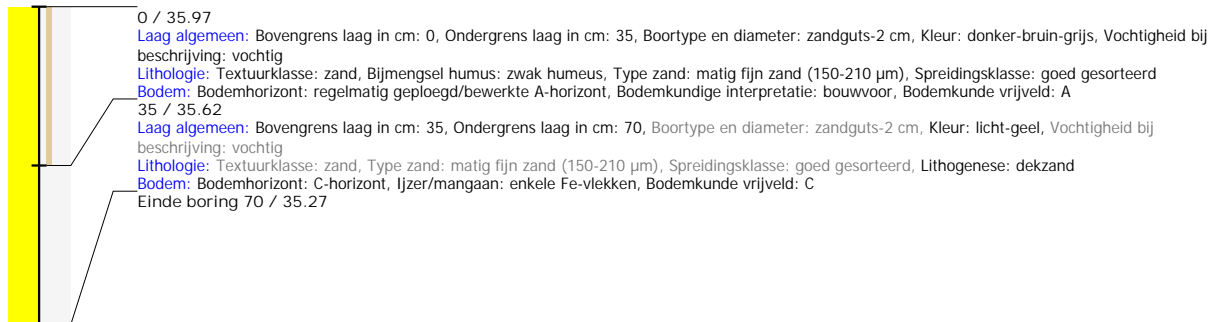 0 / 35.97
Laag algemeen: Bovengrens laag in cm: 0, Ondergrens laag in cm: 35, Boortype en diameter: zandguts-2 cm, Kleur: donker-bruin-grijs, Vochtigheid bij
beschrijving: vochtig
Lithologie: Textuurklasse: zand, Bijmengsel humus: zwak humeus, Type zand: matig fijn zand (150-210 µm), Spreidingsklasse: goed gesorteerd
Bodem: Bodemhorizont: regelmatig geploegd/bewerkte A-horizont, Bodemkundige interpretatie: bouwvoor, Bodemkunde vrijveld: A
35 / 35.62
Laag algemeen: Bovengrens laag in cm: 35, Ondergrens laag in cm: 70, Boortype en diameter: zandguts-2 cm, Kleur: licht-geel, Vochtigheid bij
beschrijving: vochtig
Lithologie: Textuurklasse: zand, Type zand: matig fijn zand (150-210 µm), Spreidingsklasse: goed gesorteerd, Lithogenese: dekzand
Bodem: Bodemhorizont: C-horizont, Ijzer/mangaan: enkele Fe-vlekken, Bodemkunde vrijveld: C
Einde boring 70 / 35.27